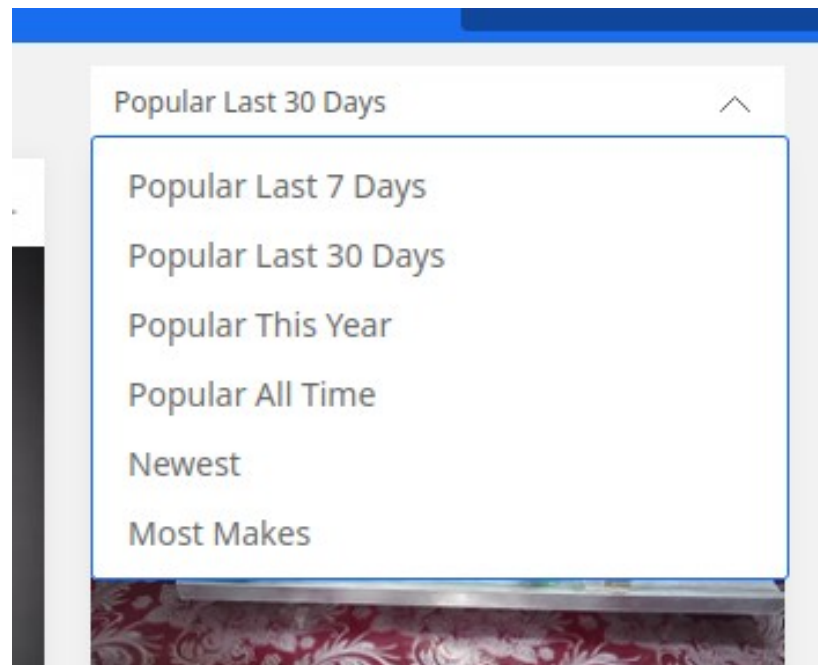 Popular Last 30 Days
Popular Last 7 Days
Popular Last 30 Days
Popular This Year
Popular All Time
Newest
Most Makes